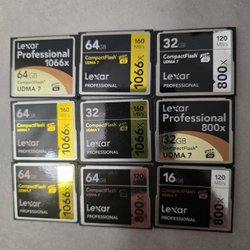 Lexar
Professional
1066x
64GB
CompactFlash
UDMA 7
64GB
160
MB/s
CompactFlash
Lexar
PROFESSIONAL
1066x
32GB
120
MB/s
CompactFlash
Lexar
PROFESSIONAL
800x
64GB
160
MB/s
CompactFlash
Lexar
PROFESSIONAL
1066x
32GB
160
MB/s
CompactFlash
Lexar
PROFESSIONAL
1066x
Lexar
Professional
800x
32GB
CompactFlash
UDMA 7
64GB
160
MB/s
CompactFlash
Lexar
PROFESSIONAL
1066x
64GB
120
MB/s
CompactFlash
Lexar
PROFESSIONAL
800x
16GB
120
MB/s
CompactFlash
Lexar
PROFESSIONAL
800x